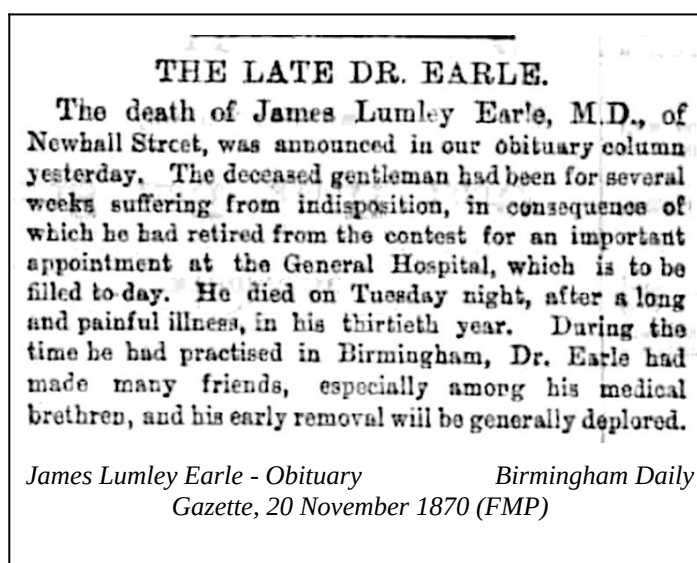 THE LATE DR. EARLE.
The death of James Lumley Earle, M.D., of
Newhall Street, was announced in our obituary column
yesterday. The deceased gentleman had been for several
weeks suffering from indisposition, in consequence of
which he had retired from the contest for an important
appointment at the General Hospital, which is to be
filled to-day. He died on Tuesday night, after a long
and painful illness, in his thirtieth year. During the
time he had practised in Birmingham, Dr. Earle had
made many friends, especially among his medical
brethren, and his early removal will be generally deplored.
James Lumley Earle - Obituary Birmingham Daily
Gazette, 20 November 1870 (FMP)